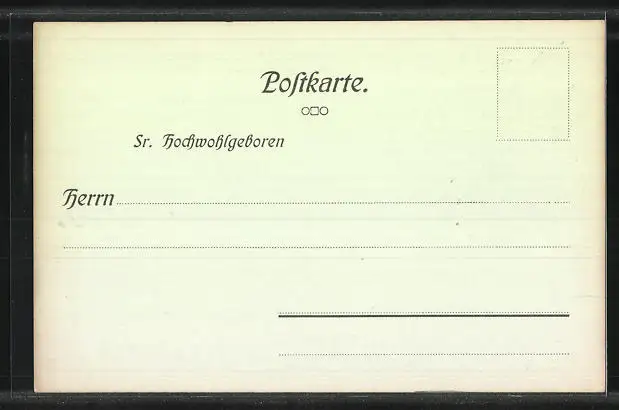 Poſtkarte.
Sr. Hochwohlgeboren
Herrn